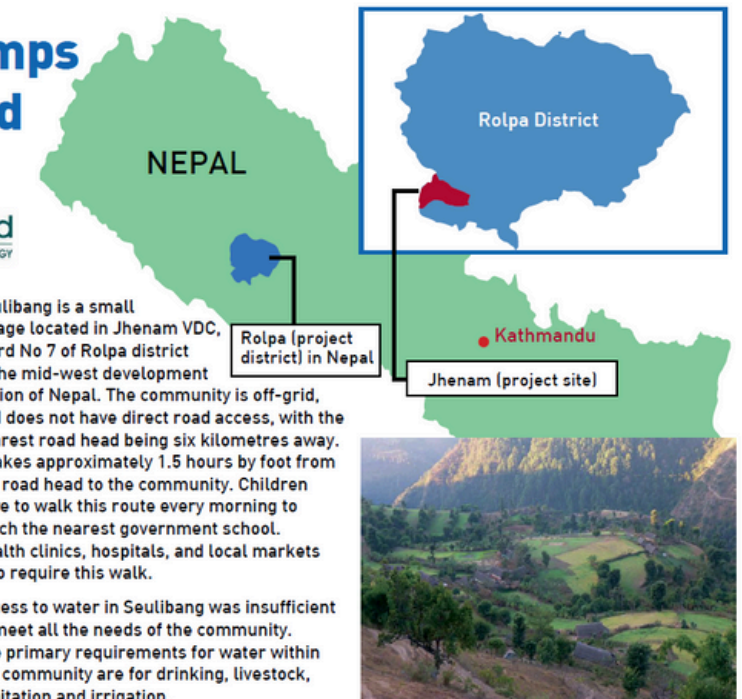 mps
d
NEPAL
Rolpa District
d
GY
ulibang is a small
age located in Jhenam VDC,
rd No 7 of Rolpa district
he mid-west development
ion of Nepal. The community is off-grid,
d does not have direct road access, with the
arest road head being six kilometres away.
akes approximately 1.5 hours by foot from
road head to the community. Children
e to walk this route every morning to
ch the nearest government school.
alth clinics, hospitals, and local markets
o require this walk.
Rolpa (project
district) in Nepal
Kathmandu
Jhenam (project site)
ess to water in Seulibang was insufficient
meet all the needs of the community.
e primary requirements for water within
community are for drinking, livestock,
itation and irrigation